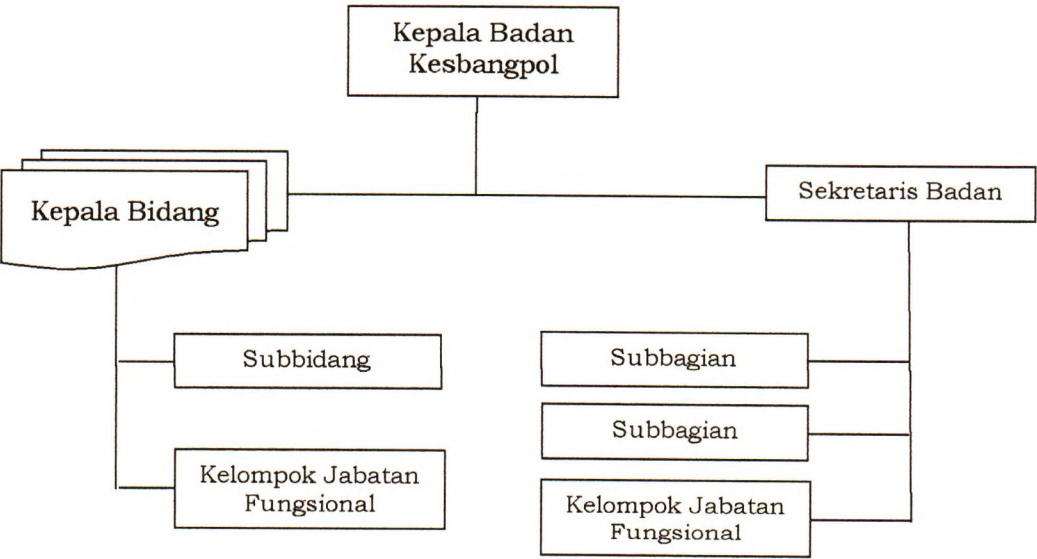 Kepala Badan
Kesbangpol
Kepala Bidang
Sekretaris Badan
Subbidang
Subbagian
Subbagian
Kelompok Jabatan
Fungsional
Kelompok Jabatan
Fungsional